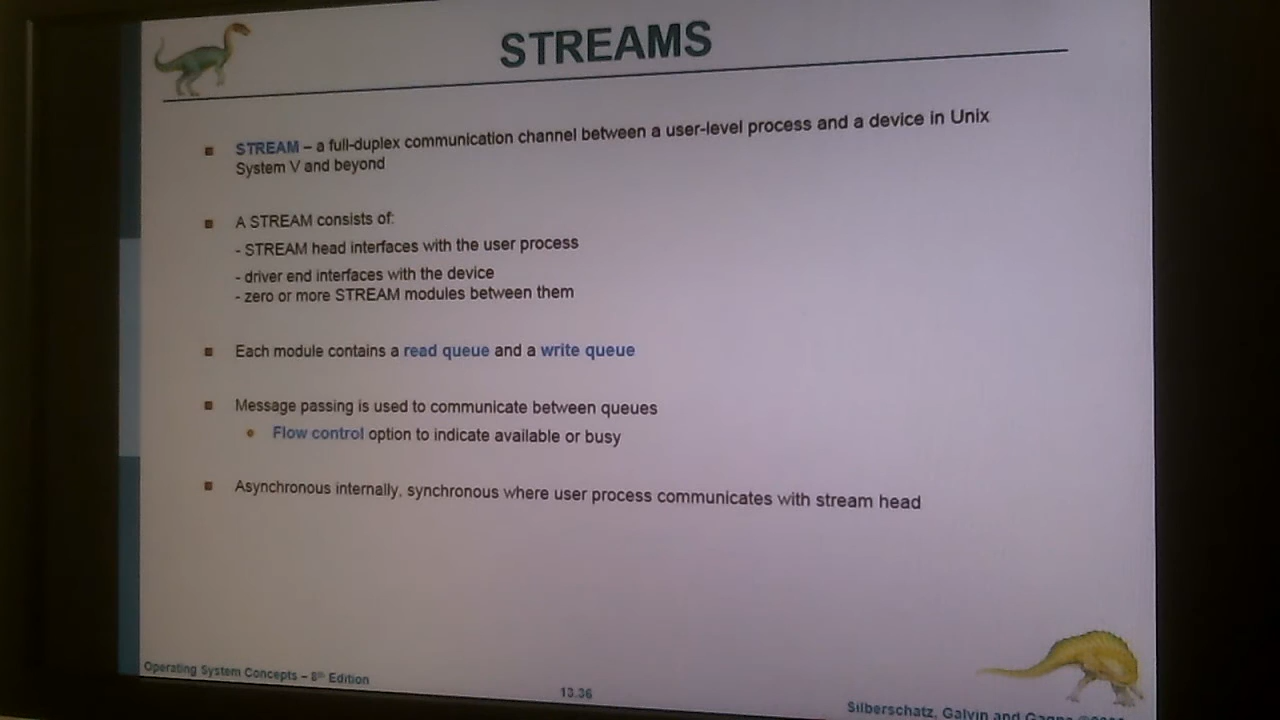 STREAMS
STREAM – a full-duplex communication channel between a user-level process and a device in Unix
System V and beyond
A STREAM consists of:
- STREAM head interfaces with the user process
- driver end interfaces with the device
- zero or more STREAM modules between them
Each module contains a read queue and a write queue
Message passing is used to communicate between queues
Flow control option to indicate available or busy
Asynchronous internally, synchronous where user process communicates with stream head
Operating System Concepts – 8th Edition
13.36
Silberschatz, Galvin and Gagne